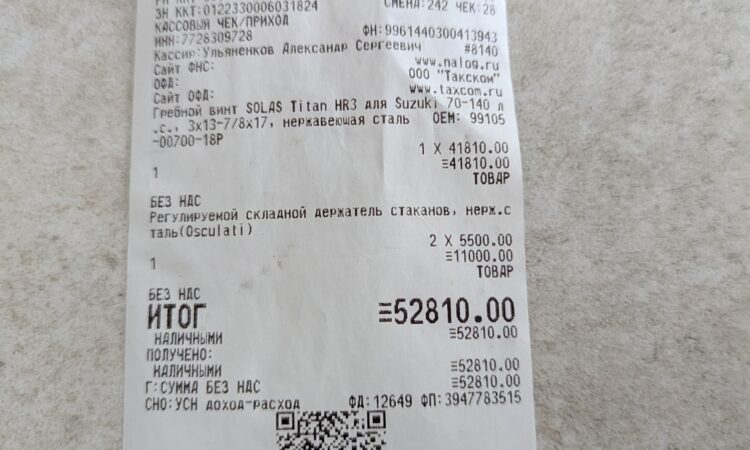 ЗН ККТ:0122330006031824 СМЕНА:242 ЧЕК:28
КАССОВЫЙ ЧЕК/ПРИХОД
ИНН:7728309728 ФН:9961440300413943
Кассир:Ульяненков Александр Сергеевич #8140
Сайт ФНС: www.nalog.ru
ОФД: ООО "Такском"
Сайт ОФД: www.taxcom.ru
Гребной винт SOLAS Titan HR3 для Suzuki 70-140 л
.с., 3x13-7/8x17, нержавеющая сталь OEM: 99105
-00700-18P
1 X 41810.00
1 ≡41810.00
ТОВАР
БЕЗ НДС
Регулируемой складной держатель стаканов, нерж.с
таль(Osculati)
2 X 5500.00
1 ≡11000.00
ТОВАР
БЕЗ НДС
ИТОГ ≡52810.00
НАЛИЧНЫМИ ≡52810.00
ПОЛУЧЕНО:
НАЛИЧНЫМИ ≡52810.00
Г:СУММА БЕЗ НДС ≡52810.00
СНО:УСН доход-расход ФД:12649 ФП:3947783515